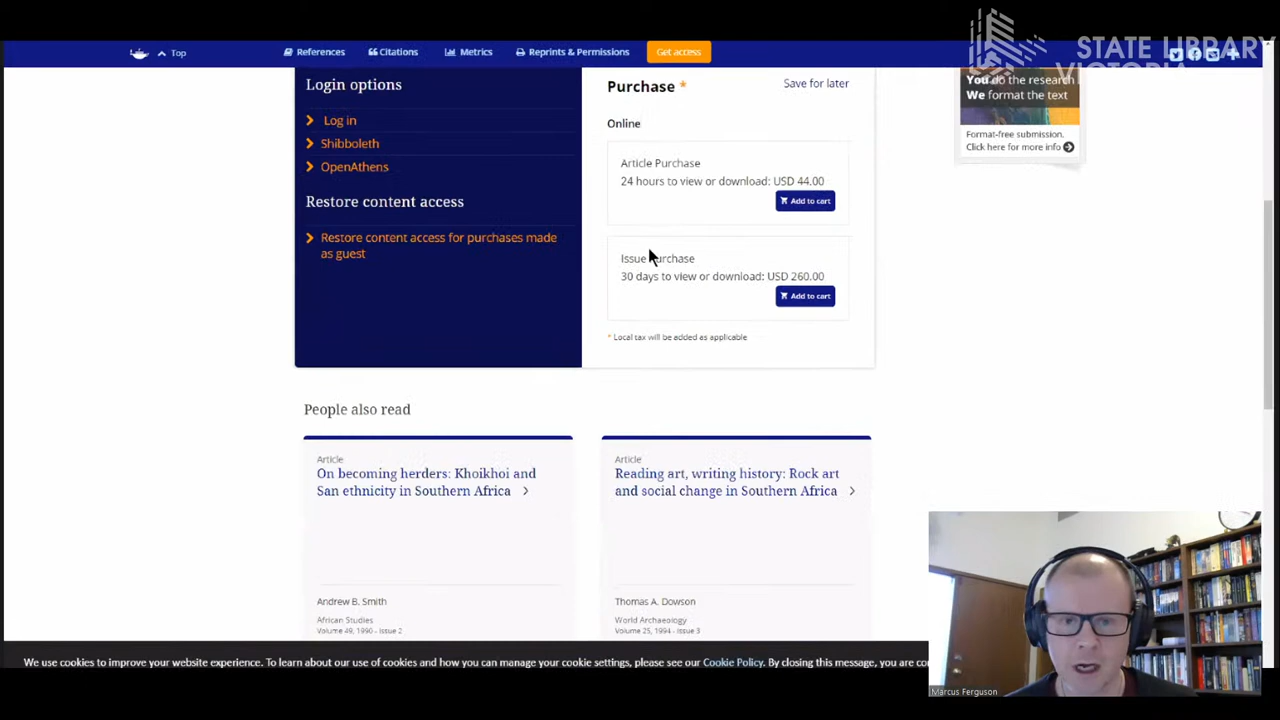 Top
References
Citations
Metrics
Reprints & Permissions
Get access
STATE LIBRARY
VICTORIA
Login options
Log in
Shibboleth
OpenAthens
Restore content access
Restore content access for purchases made
as guest
Purchase *
Save for later
Online
Article Purchase
24 hours to view or download: USD 44.00
Add to cart
Issue Purchase
30 days to view or download: USD 260.00
Add to cart
* Local tax will be added as applicable
You do the research
We format the text
Format-free submission.
Click here for more info
People also read
Article
On becoming herders: Khoikhoi and
San ethnicity in Southern Africa
Andrew B. Smith
African Studies
Volume 49, 1990 - Issue 2
Article
Reading art, writing history: Rock art
and social change in Southern Africa
Thomas A. Dowson
World Archaeology
Volume 25, 1994 - Issue 3
We use cookies to improve your website experience. To learn about our use of cookies and how you can manage your cookie settings, please see our Cookie Policy. By closing this message, you are
Marcus Ferguson